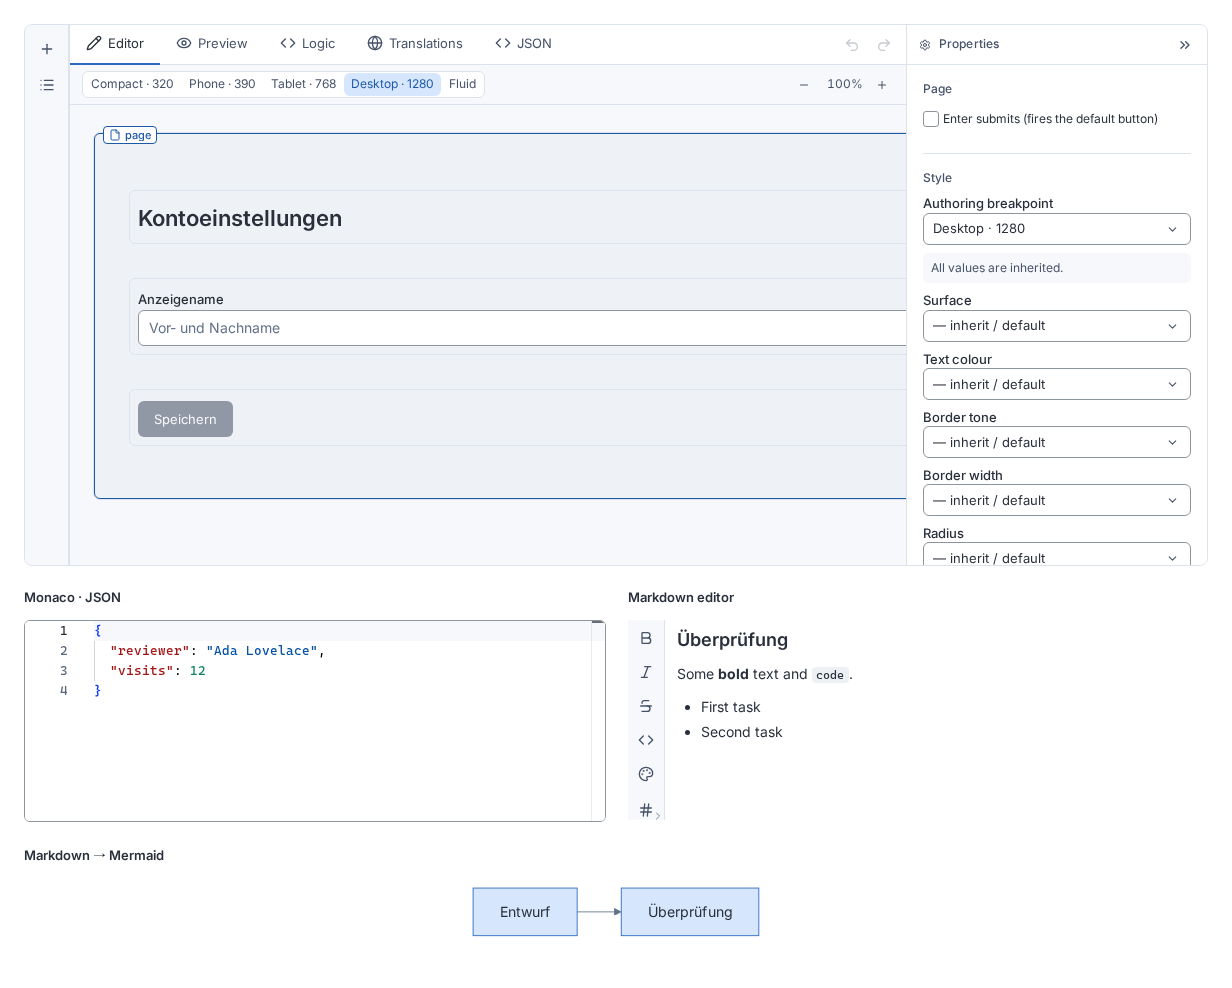 Editor
Preview
Logic
Translations
JSON
Properties
Compact · 320
Phone · 390
Tablet · 768
Desktop · 1280
Fluid
100%
page
Kontoeinstellungen
Anzeigename
Vor- und Nachname
Speichern
Page
Enter submits (fires the default button)
Style
Authoring breakpoint
Desktop · 1280
All values are inherited.
Surface
— inherit / default
Text colour
— inherit / default
Border tone
— inherit / default
Border width
— inherit / default
Radius
— inherit / default
Monaco · JSON
1 {
2 "reviewer": "Ada Lovelace",
3 "visits": 12
4 }
Markdown editor
Überprüfung
Some bold text and code.
• First task
• Second task
Markdown → Mermaid
Entwurf
Überprüfung